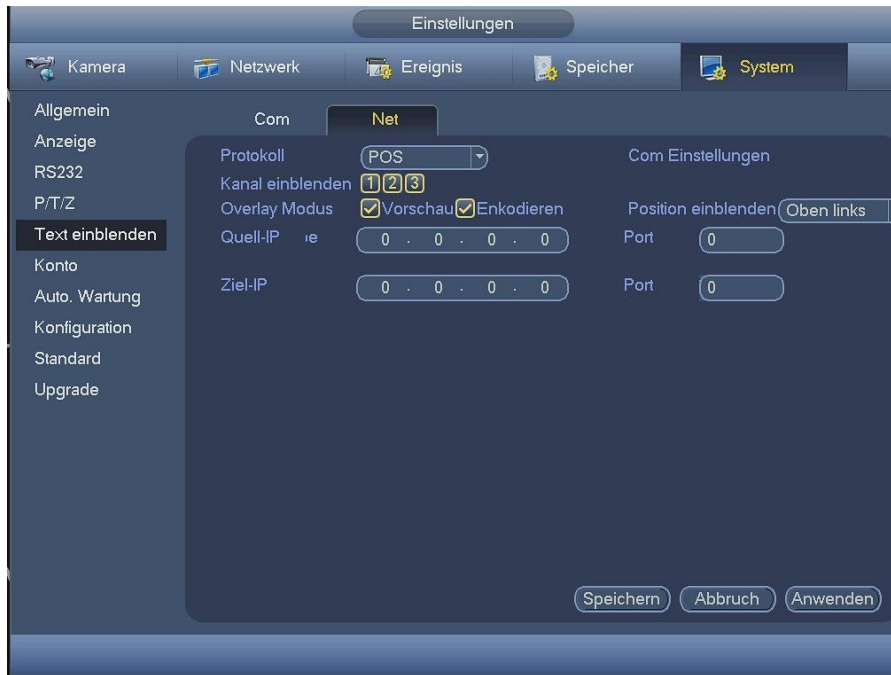 Einstellungen
Kamera Netzwerk Ereignis Speicher System
Allgemein
Anzeige
RS232
P/T/Z
Text einblenden
Konto
Auto. Wartung
Konfiguration
Standard
Upgrade
Com Net
Protokoll POS Com Einstellungen
Kanal einblenden 1 2 3
Overlay Modus Vorschau Enkodieren Position einblenden Oben links
Quell-IP 0 . 0 . 0 . 0 Port 0
Ziel-IP 0 . 0 . 0 . 0 Port 0
Speichern Abbruch Anwenden